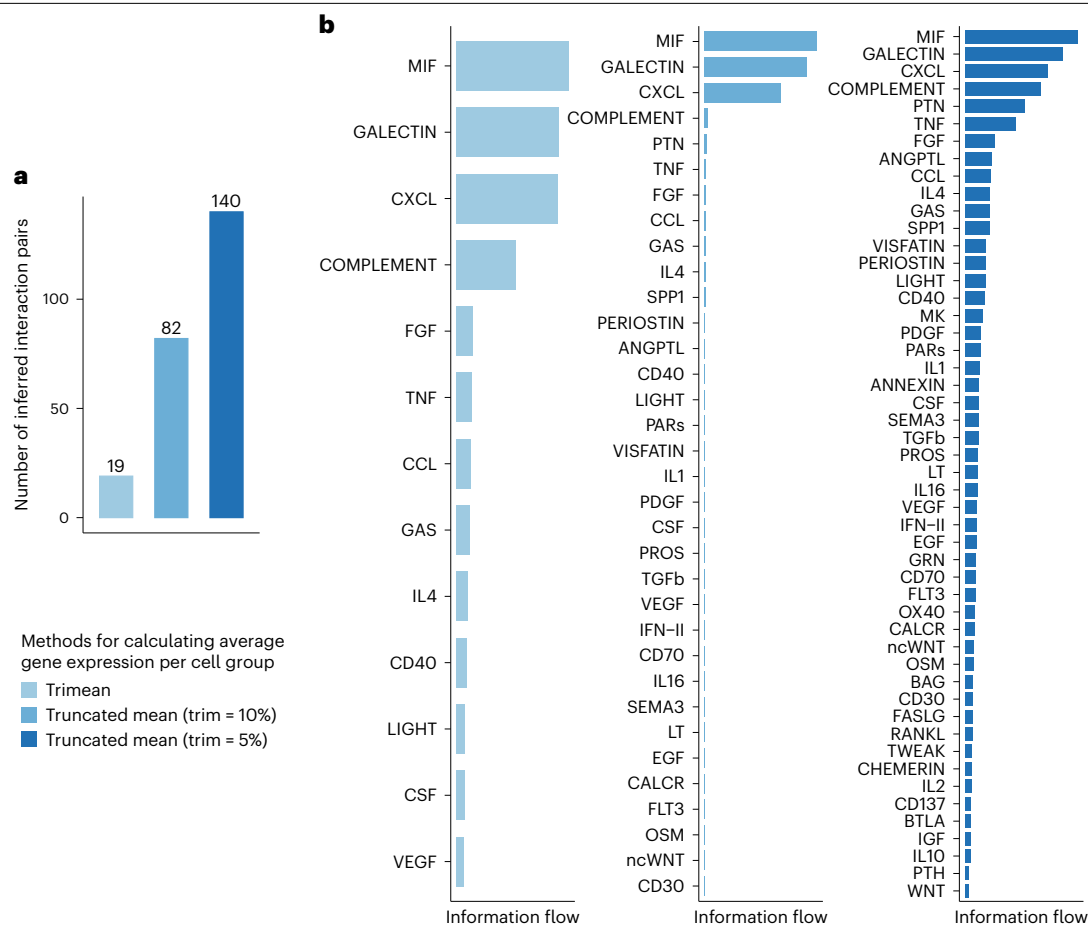 a
Number of inferred interaction pairs
140
82
19
100
50
0
Methods for calculating average
gene expression per cell group
Trimean
Truncated mean (trim = 10%)
Truncated mean (trim = 5%)
b
MIF
GALECTIN
CXCL
COMPLEMENT
FGF
TNF
CCL
GAS
IL4
CD40
LIGHT
CSF
VEGF
Information flow
MIF
GALECTIN
CXCL
COMPLEMENT
PTN
TNF
FGF
CCL
GAS
IL4
SPP1
PERIOSTIN
ANGPTL
CD40
LIGHT
PARs
VISFATIN
IL1
PDGF
CSF
PROS
TGFb
VEGF
IFN−II
CD70
IL16
SEMA3
LT
EGF
CALCR
FLT3
OSM
ncWNT
CD30
Information flow
MIF
GALECTIN
CXCL
COMPLEMENT
PTN
TNF
FGF
ANGPTL
CCL
IL4
GAS
SPP1
VISFATIN
PERIOSTIN
LIGHT
CD40
MK
PDGF
PARs
IL1
ANNEXIN
CSF
SEMA3
TGFb
PROS
LT
IL16
VEGF
IFN−II
EGF
GRN
CD70
FLT3
OX40
CALCR
ncWNT
OSM
BAG
CD30
FASLG
RANKL
TWEAK
CHEMERIN
IL2
CD137
BTLA
IGF
IL10
PTH
WNT
Information flow